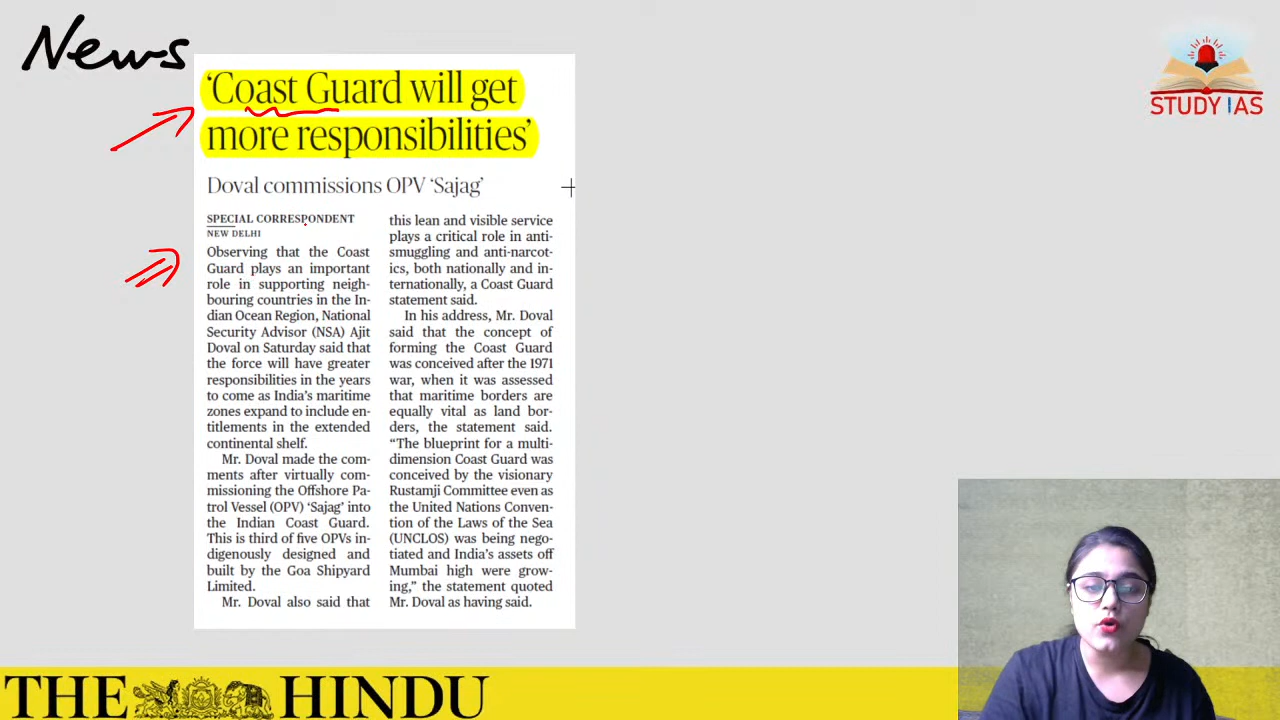 News
STUDY IAS
‘Coast Guard will get
more responsibilities’
Doval commissions OPV ‘Sajag’
SPECIAL CORRESPONDENT
NEW DELHI
Observing that the Coast
Guard plays an important
role in supporting neigh-
bouring countries in the In-
dian Ocean Region, National
Security Advisor (NSA) Ajit
Doval on Saturday said that
the force will have greater
responsibilities in the years
to come as India’s maritime
zones expand to include en-
titlements in the extended
continental shelf.
Mr. Doval made the com-
ments after virtually com-
missioning the Offshore Pa-
trol Vessel (OPV) ‘Sajag’ into
the Indian Coast Guard.
This is third of five OPVs in-
digenously designed and
built by the Goa Shipyard
Limited.
Mr. Doval also said that
this lean and visible service
plays a critical role in anti-
smuggling and anti-narcot-
ics, both nationally and in-
ternationally, a Coast Guard
statement said.
In his address, Mr. Doval
said that the concept of
forming the Coast Guard
was conceived after the 1971
war, when it was assessed
that maritime borders are
equally vital as land bor-
ders, the statement said.
“The blueprint for a multi-
dimension Coast Guard was
conceived by the visionary
Rustamji Committee even as
the United Nations Conven-
tion of the Laws of the Sea
(UNCLOS) was being nego-
tiated and India’s assets off
Mumbai high were grow-
ing,” the statement quoted
Mr. Doval as having said.
THE HINDU